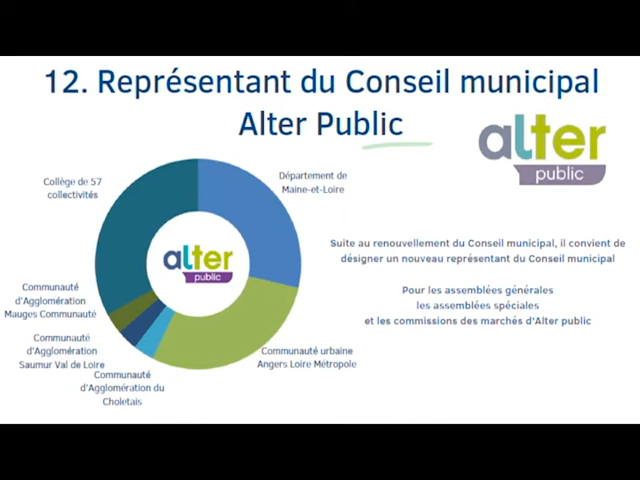 12. Représentant du Conseil municipal
Alter Public
alter
public
Collège de 57
collectivités
Département de
Maine-et-Loire
alter
public
Suite au renouvellement du Conseil municipal, il convient de
désigner un nouveau représentant du Conseil municipal
Pour les assemblées générales
les assemblées spéciales
et les commissions des marchés d'Alter public
Communauté
d'Agglomération
Mauges Communauté
Communauté
d'Agglomération
Saumur Val de Loire
Communauté
d'Agglomération du
Choletais
Communauté urbaine
Angers Loire Métropole